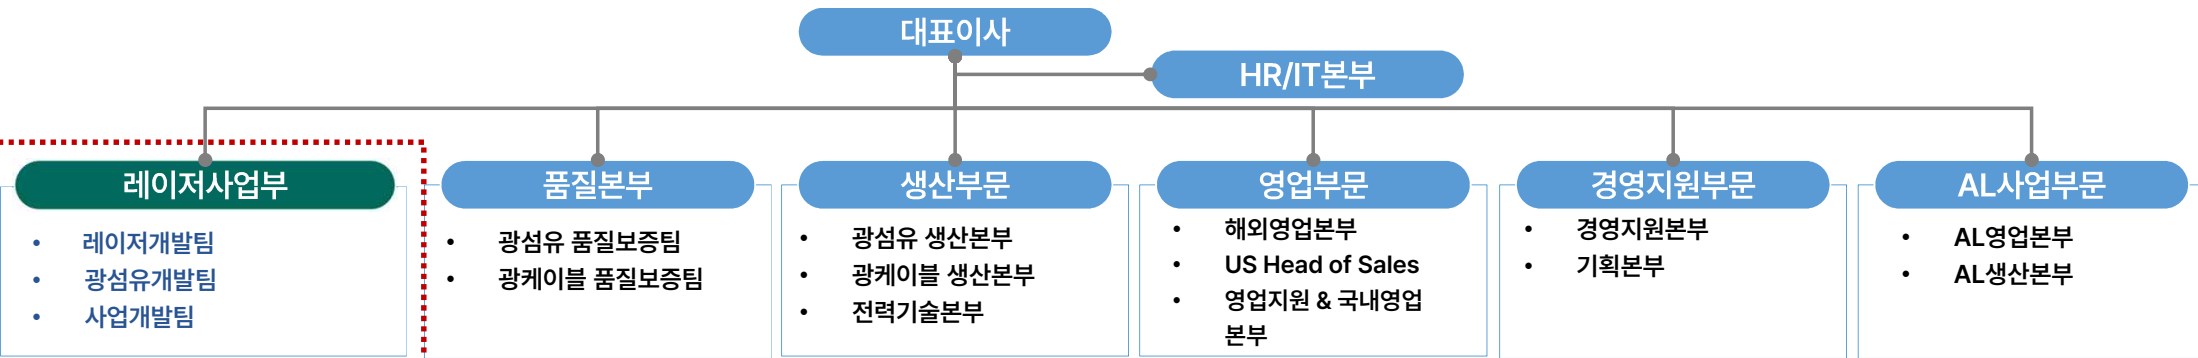 대표이사
HR/IT본부
레이저사업부
• 레이저개발팀
• 광섬유개발팀
• 사업개발팀
품질본부
• 광섬유 품질보증팀
• 광케이블 품질보증팀
생산부문
• 광섬유 생산본부
• 광케이블 생산본부
• 전력기술본부
영업부문
• 해외영업본부
• US Head of Sales
• 영업지원 & 국내영업
본부
경영지원부문
• 경영지원본부
• 기획본부
AL사업부문
• AL영업본부
• AL생산본부